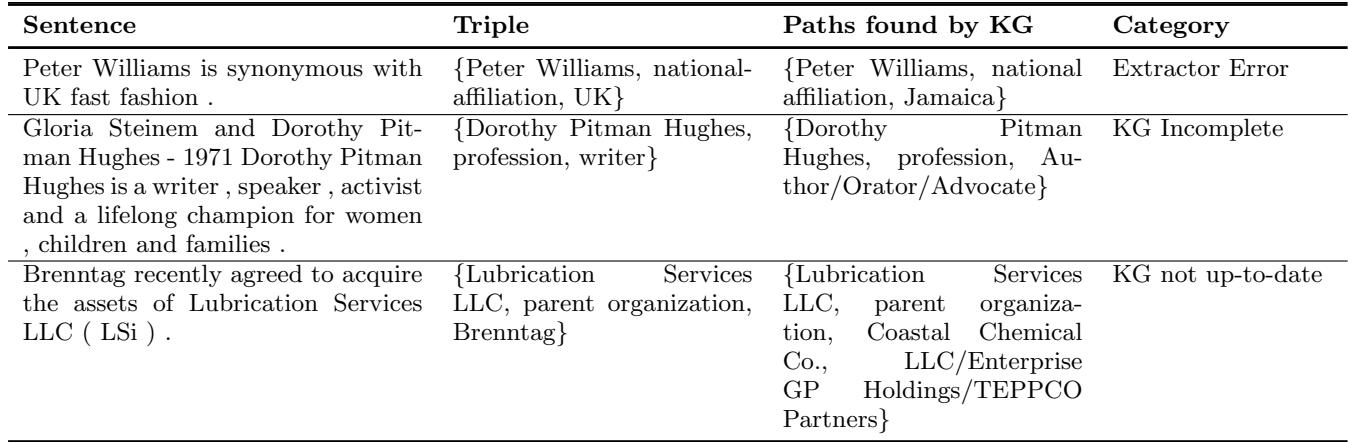 Sentence Triple Paths found by KG Category
Peter Williams is synonymous with {Peter Williams, national- {Peter Williams, national Extractor Error
UK fast fashion . affiliation, UK} affiliation, Jamaica}
Gloria Steinem and Dorothy Pit- {Dorothy Pitman Hughes, {Dorothy Pitman KG Incomplete
man Hughes - 1971 Dorothy Pitman profession, writer} Hughes, profession, Au-
Hughes is a writer , speaker , activist thor/Orator/Advocate}
and a lifelong champion for women
, children and families .
Brenntag recently agreed to acquire {Lubrication Services {Lubrication Services KG not up-to-date
the assets of Lubrication Services LLC, parent organization, LLC, parent organiza-
LLC ( LSi ) . Brenntag} tion, Coastal Chemical
Co., LLC/Enterprise
GP Holdings/TEPPCO
Partners}